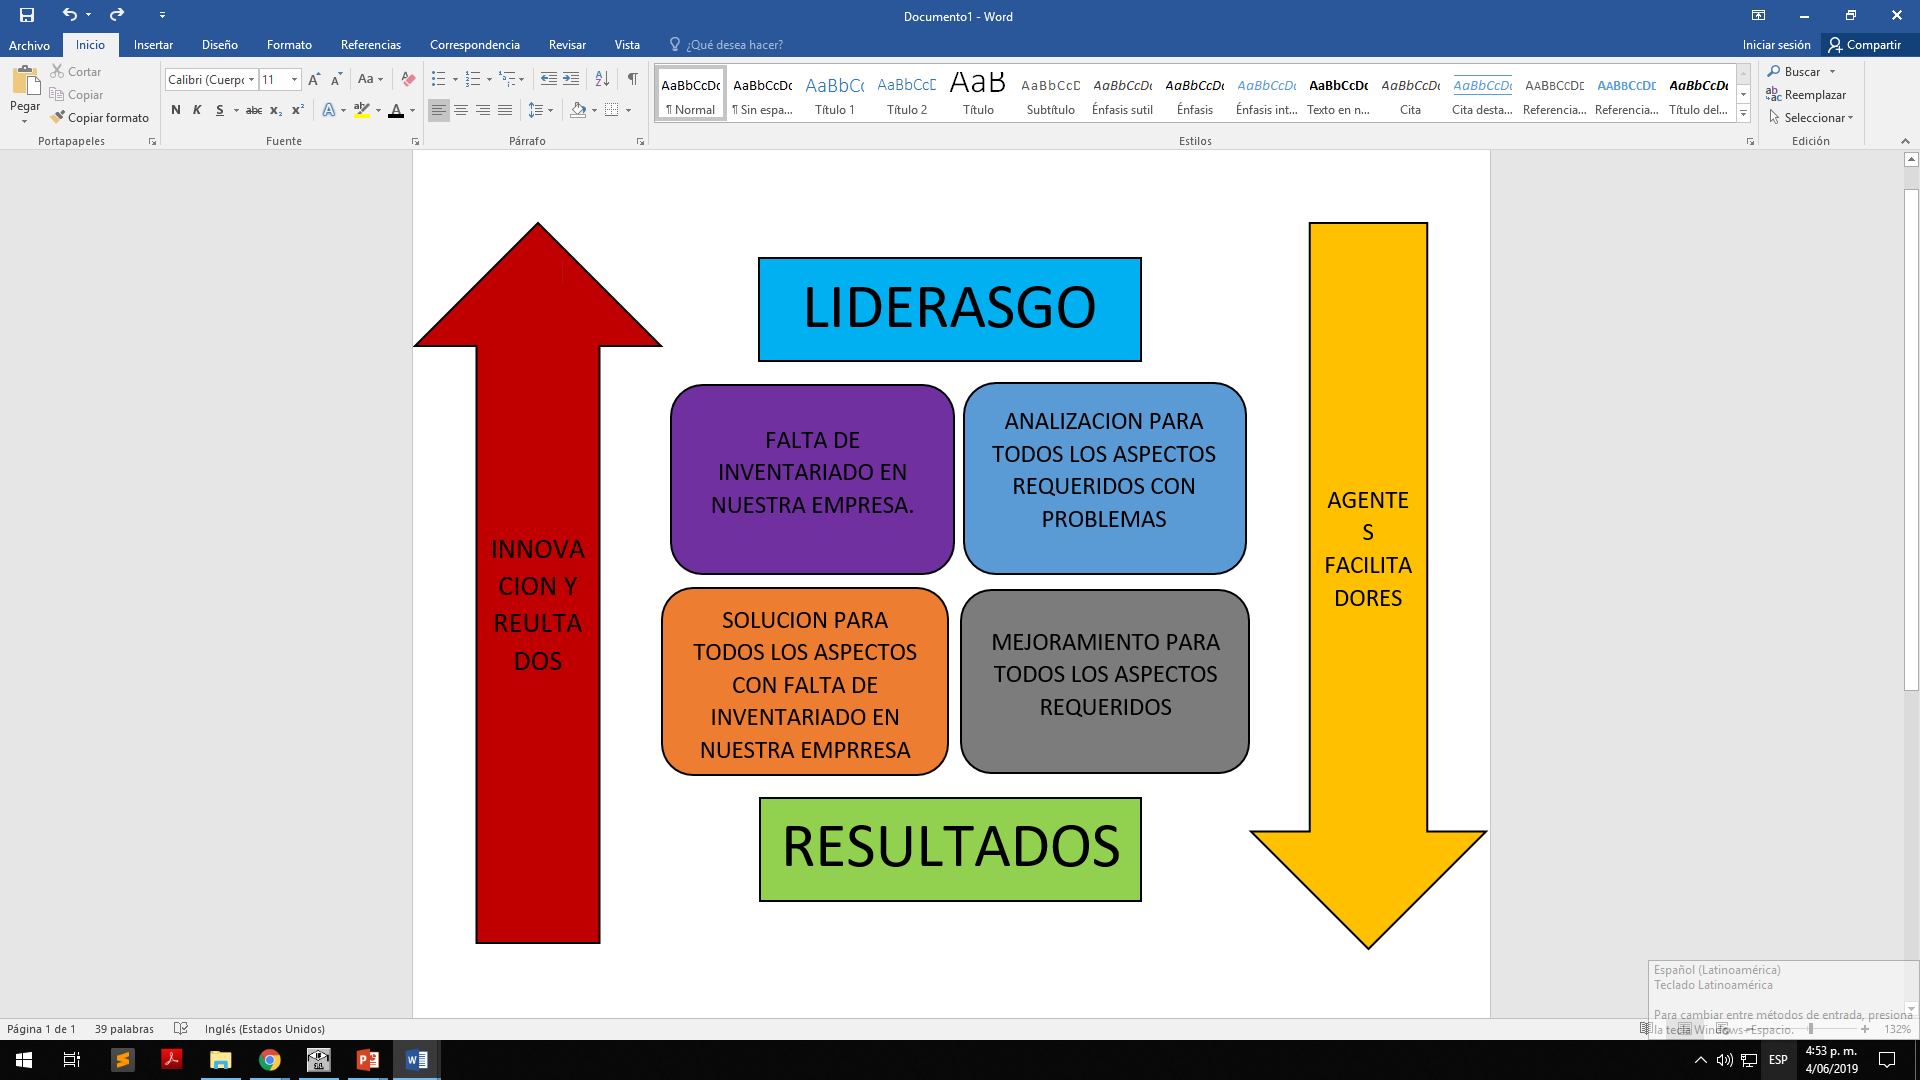 Documento1 - Word
Archivo Inicio Insertar Diseño Formato Referencias Correspondencia Revisar Vista ¿Qué desea hacer? Iniciar sesión Compartir
Pegar
Cortar
Copiar
Copiar formato
Portapapeles
Calibri (Cuerpo 11
Fuente
Párrafo
AaBbCcDc AaBbCcDc AaBbCc AaBbCcD AaB AaBbCcD AaBbCcDc AaBbCcDc AaBbCcDc AaBbCcDc AaBbCcDc AaBbCcDc AABBCCDD AABBCCDD AaBbCcDc
¶ Normal ¶ Sin espa... Título 1 Título 2 Título Subtítulo Énfasis sutil Énfasis Énfasis int... Texto en n... Cita Cita desta... Referencia... Referencia... Título del...
Estilos
Buscar
Reemplazar
Seleccionar
Edición
INNOVA
CION Y
REULTA
DOS
LIDERASGO
FALTA DE
INVENTARIADO EN
NUESTRA EMPRESA.
ANALIZACION PARA
TODOS LOS ASPECTOS
REQUERIDOS CON
PROBLEMAS
SOLUCION PARA
TODOS LOS ASPECTOS
CON FALTA DE
INVENTARIADO EN
NUESTRA EMPRRESA
MEJORAMIENTO PARA
TODOS LOS ASPECTOS
REQUERIDOS
RESULTADOS
AGENTE
S
FACILITA
DORES
Español (Latinoamérica)
Teclado Latinoamérica
Para cambiar entre métodos de entrada, presiona
la tecla Windows+Espacio.
Página 1 de 1 39 palabras Inglés (Estados Unidos) 132%
ESP 4:53 p. m.
4/06/2019